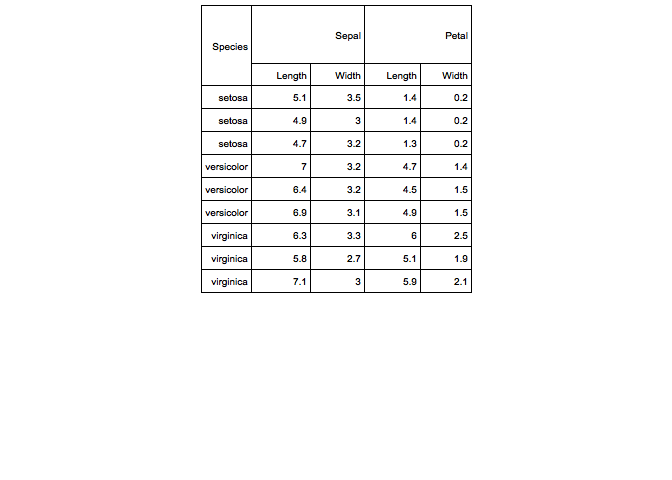 Species Sepal Petal
Length Width Length Width
setosa 5.1 3.5 1.4 0.2
setosa 4.9 3 1.4 0.2
setosa 4.7 3.2 1.3 0.2
versicolor 7 3.2 4.7 1.4
versicolor 6.4 3.2 4.5 1.5
versicolor 6.9 3.1 4.9 1.5
virginica 6.3 3.3 6 2.5
virginica 5.8 2.7 5.1 1.9
virginica 7.1 3 5.9 2.1